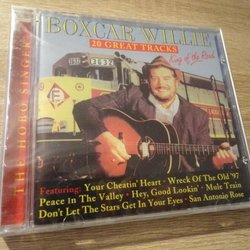 BOXCAR WILLIE
20 GREAT TRACKS
King of the Road
3632
THE HOBO SINGER
Featuring: Your Cheatin' Heart · Wreck Of The Old '97
Peace In The Valley · Hey, Good Lookin' · Mule Train
Don't Let The Stars Get In Your Eyes · San Antonio Rose